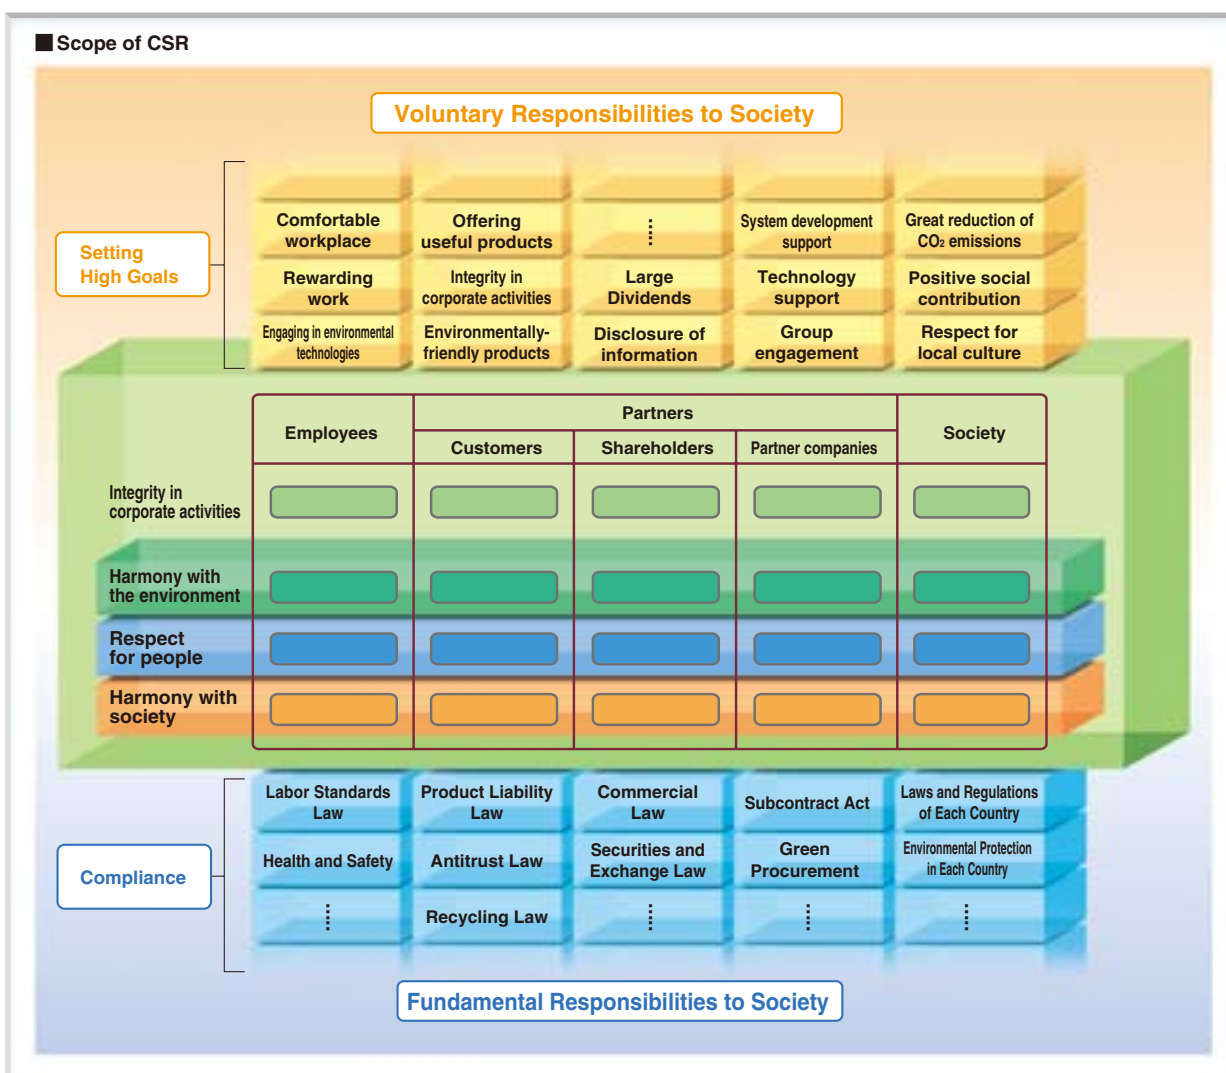 ■ Scope of CSR
Voluntary Responsibilities to Society
Setting
High Goals
Comfortable
workplace
Offering
useful products
System development
support
Great reduction of
CO₂ emissions
Rewarding
work
Integrity in
corporate activities
Large
Dividends
Technology
support
Positive social
contribution
Engaging in environmental
technologies
Environmentally-
friendly products
Disclosure of
information
Group
engagement
Respect for
local culture
Employees
Partners
Society
Customers
Shareholders
Partner companies
Integrity in
corporate activities
Harmony with
the environment
Respect
for people
Harmony with
society
Compliance
Labor Standards
Law
Product Liability
Law
Commercial
Law
Subcontract Act
Laws and Regulations
of Each Country
Health and Safety
Antitrust Law
Securities and
Exchange Law
Green
Procurement
Environmental Protection
in Each Country
Recycling Law
Fundamental Responsibilities to Society